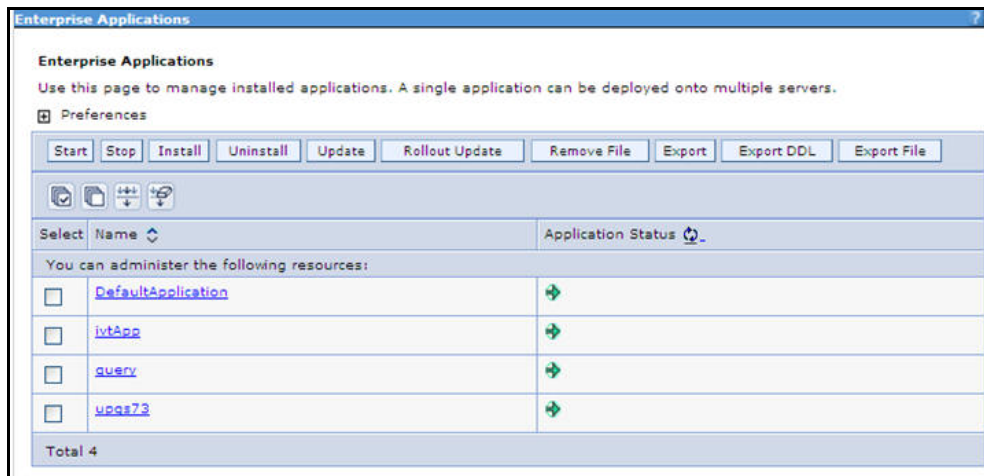 Enterprise Applications ?
Enterprise Applications
Use this page to manage installed applications. A single application can be deployed onto multiple servers.
Preferences
Start Stop Install Uninstall Update Rollout Update Remove File Export Export DDL Export File
Select Name Application Status
You can administer the following resources:
DefaultApplication
ivtApp
query
upgs73
Total 4